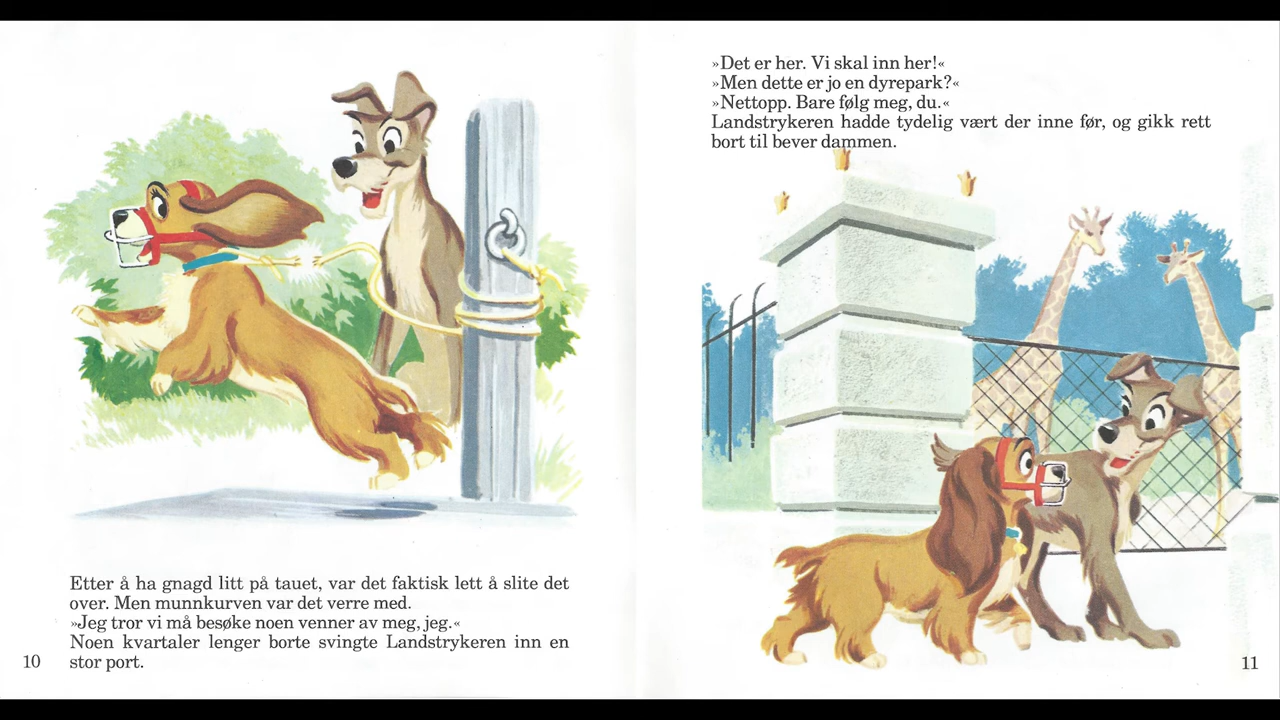 Etter å ha gnagd litt på tauet, var det faktisk lett å slite det
over. Men munnkurven var det verre med.
»Jeg tror vi må besøke noen venner av meg, jeg.«
Noen kvartaler lenger borte svingte Landstrykeren inn en
stor port.
10
»Det er her. Vi skal inn her!«
»Men dette er jo en dyrepark?«
»Nettopp. Bare følg meg, du.«
Landstrykeren hadde tydelig vært der inne før, og gikk rett
bort til bever dammen.
11